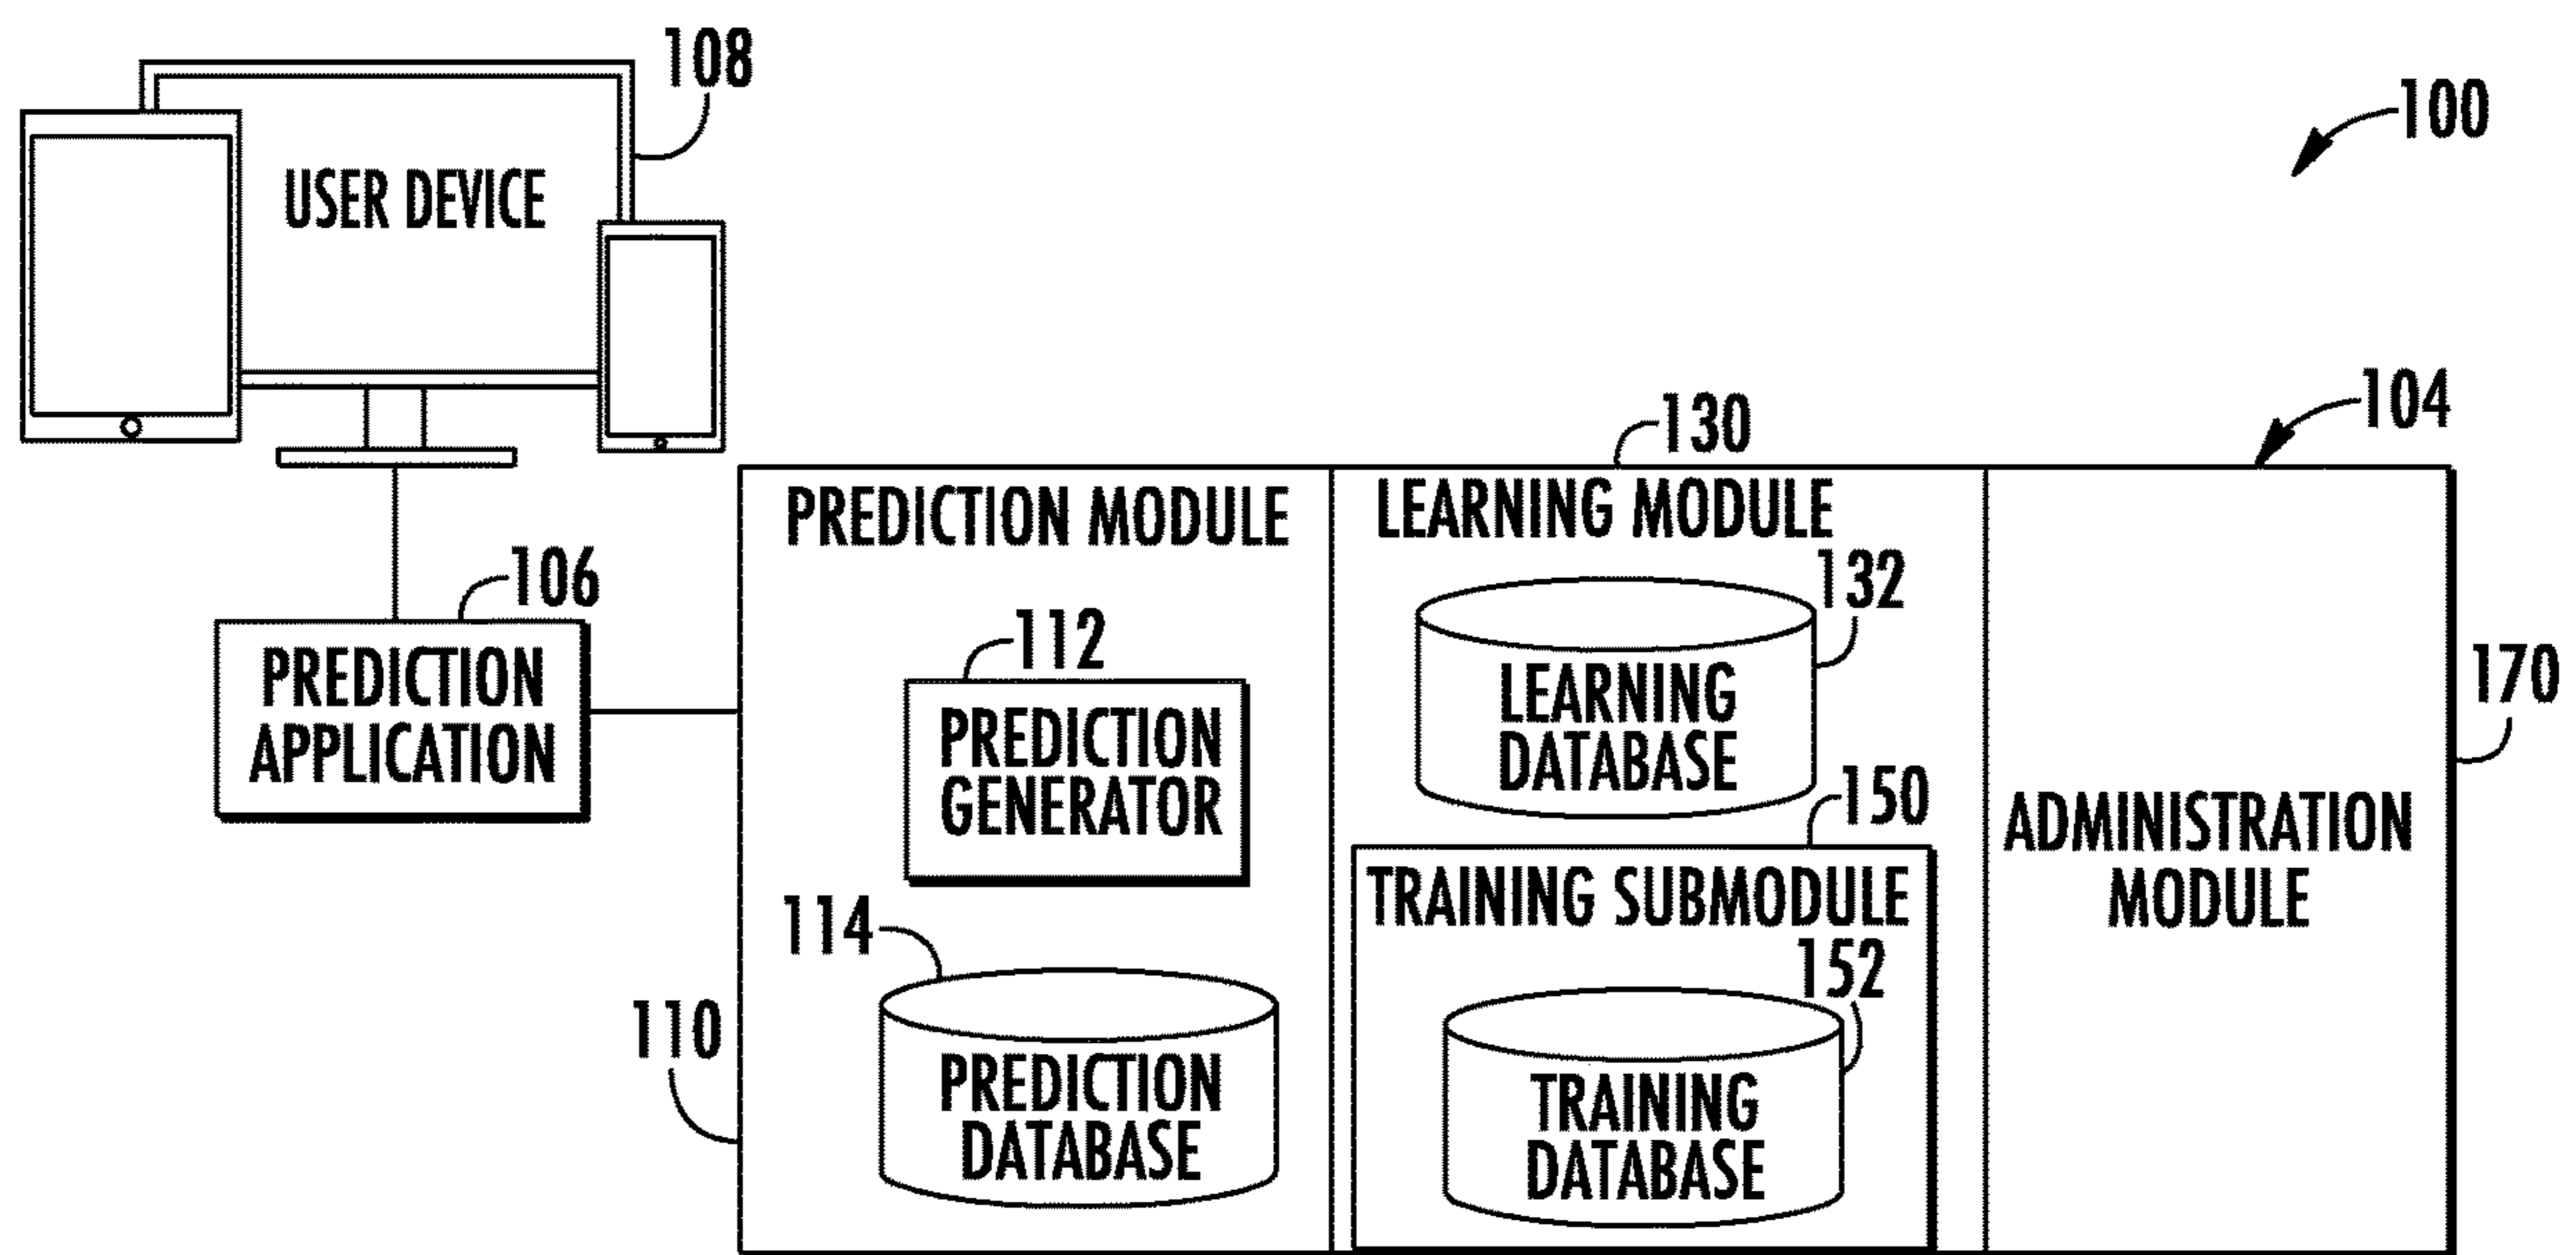 108
USER DEVICE
100
104
130
PREDICTION MODULE
LEARNING MODULE
106
132
PREDICTION
APPLICATION
112
PREDICTION
GENERATOR
LEARNING
DATABASE
170
150
ADMINISTRATION
MODULE
TRAINING SUBMODULE
114
152
110
PREDICTION
DATABASE
TRAINING
DATABASE